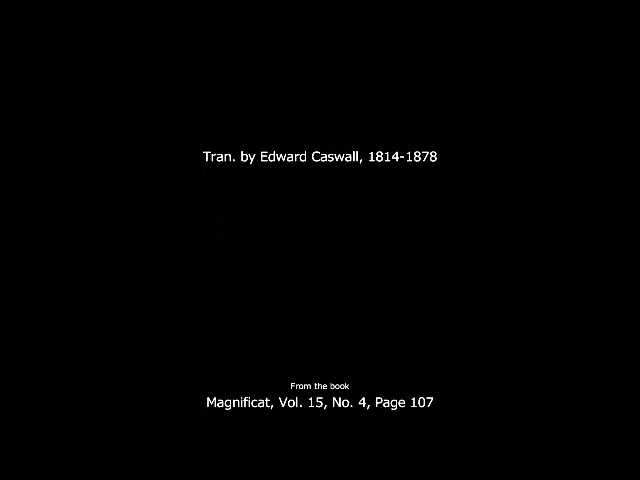 Tran. by Edward Caswall, 1814-1878
From the book
Magnificat, Vol. 15, No. 4, Page 107